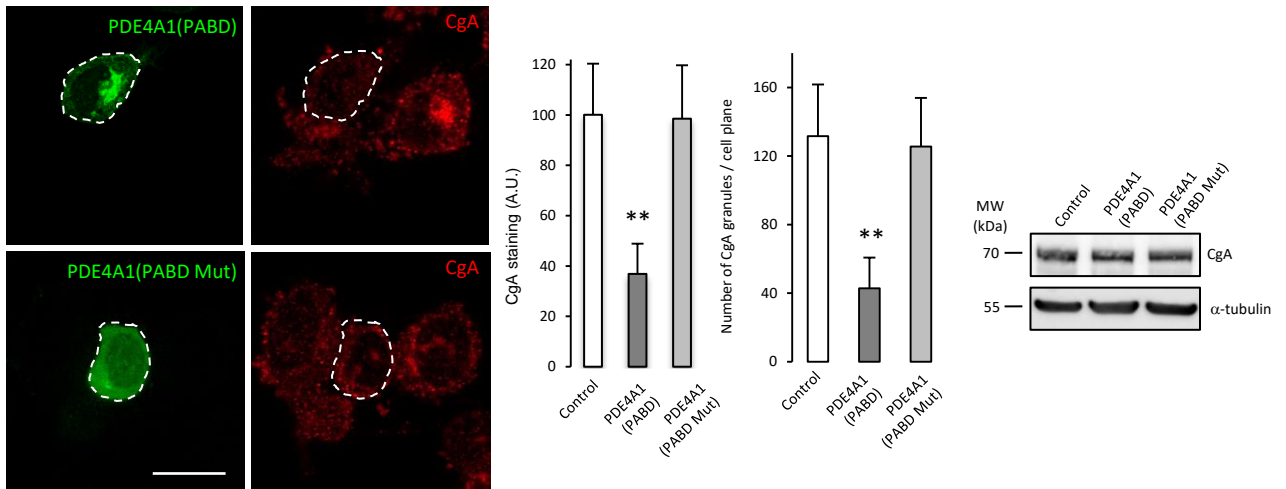 PDE4A1(PABD)
CgA
PDE4A1(PABD Mut)
CgA
CgA staining (A.U.)
120
100
80
60
40
20
0
**
Control
PDE4A1
(PABD)
PDE4A1
(PABD Mut)
Number of CgA granules / cell plane
160
120
80
40
0
**
Control
PDE4A1
(PABD)
PDE4A1
(PABD Mut)
MW
(kDa)
Control
PDE4A1
(PABD)
PDE4A1
(PABD Mut)
70
CgA
55
α-tubulin